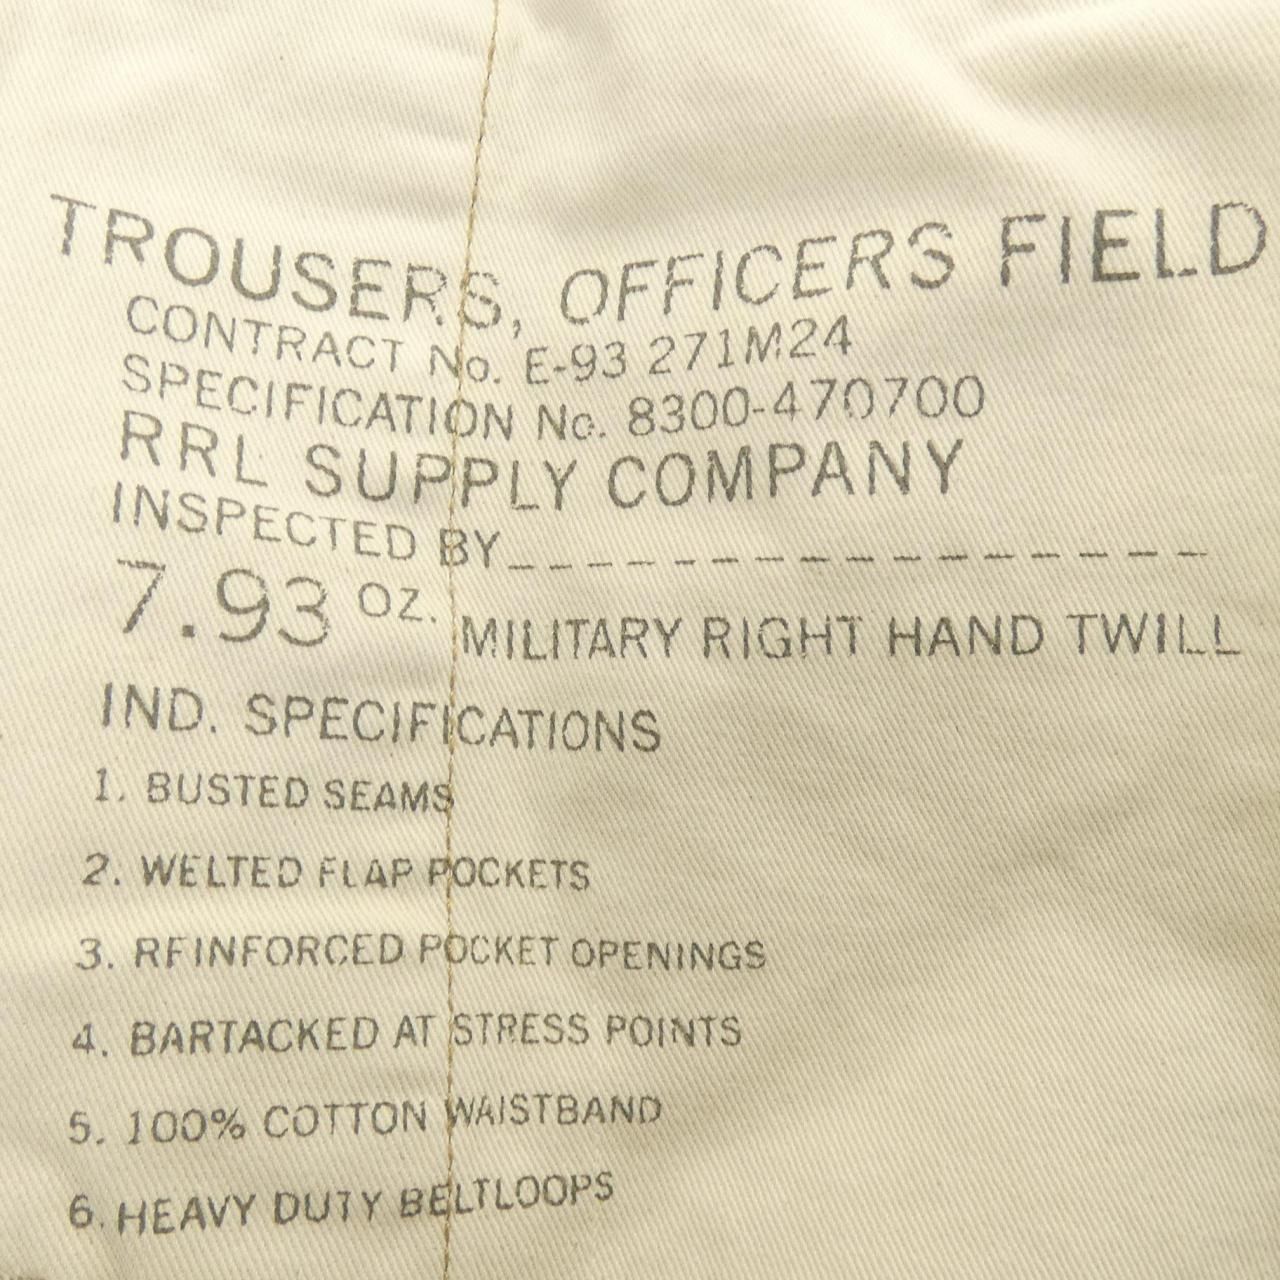 TROUSERS, OFFICERS FIELD
CONTRACT No. E-93 271M24
SPECIFICATION No. 8300-470700
RRL SUPPLY COMPANY
INSPECTED BY_ _ _ _ _ _ _ _ _ _ _ _ _ _ _ _ _
7.93 OZ. MILITARY RIGHT HAND TWILL
IND. SPECIFICATIONS
1. BUSTED SEAMS
2. WELTED FLAP POCKETS
3. REINFORCED POCKET OPENINGS
4. BARTACKED AT STRESS POINTS
5. 100% COTTON WAISTBAND
6. HEAVY DUTY BELTLOOPS